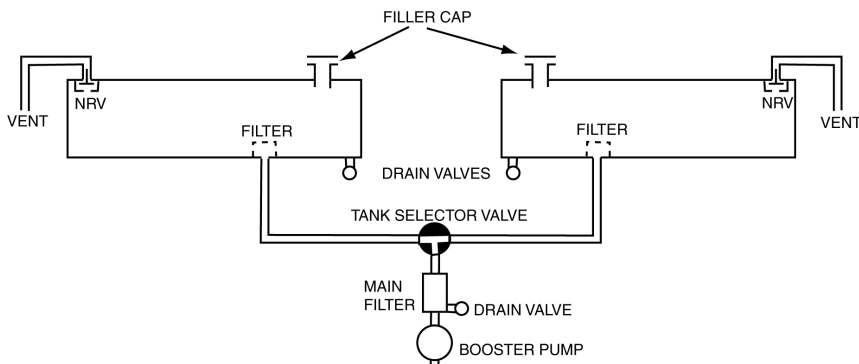 FILLER CAP
NRV
NRV
VENT
VENT
FILTER
FILTER
DRAIN VALVES
TANK SELECTOR VALVE
MAIN
FILTER
DRAIN VALVE
BOOSTER PUMP